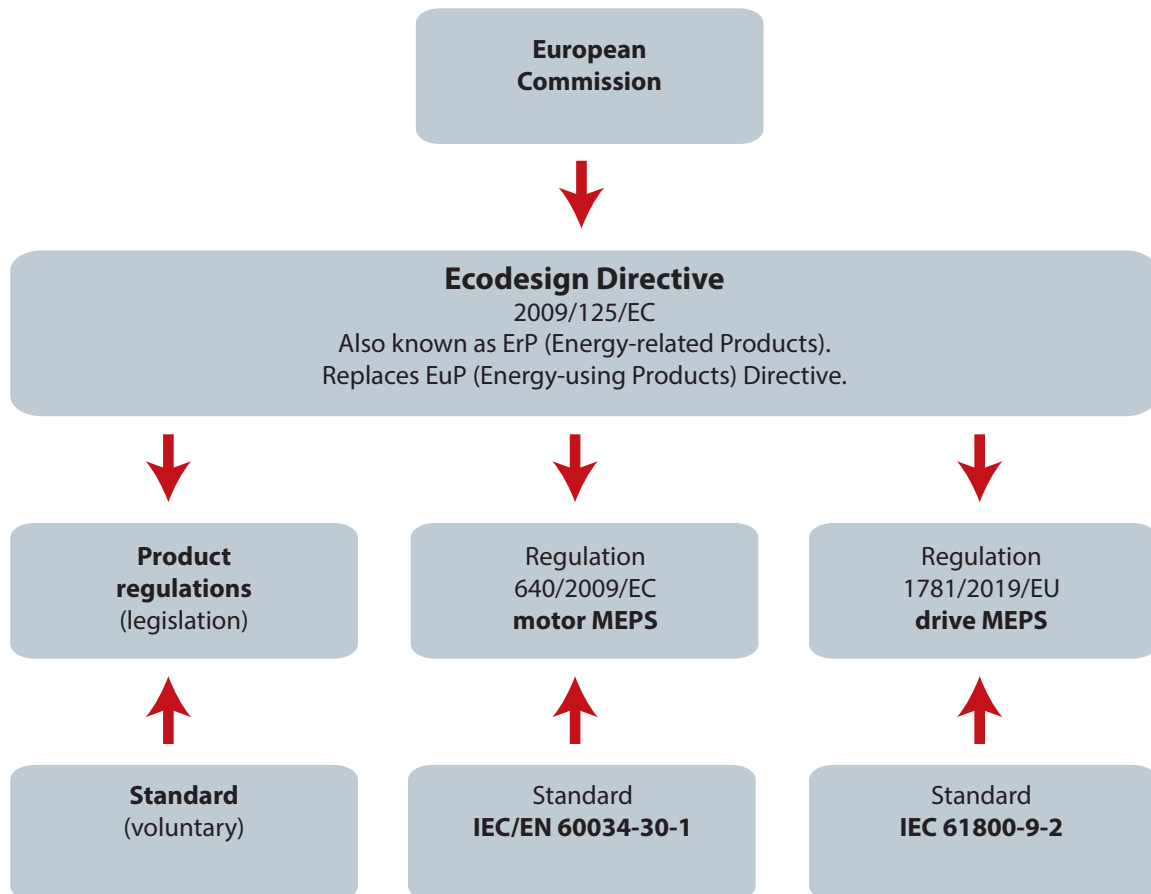 European
Commission
Ecodesign Directive
2009/125/EC
Also known as ErP (Energy-related Products).
Replaces EuP (Energy-using Products) Directive.
Product
regulations
(legislation)
Regulation
640/2009/EC
motor MEPS
Regulation
1781/2019/EU
drive MEPS
Standard
(voluntary)
Standard
IEC/EN 60034-30-1
Standard
IEC 61800-9-2